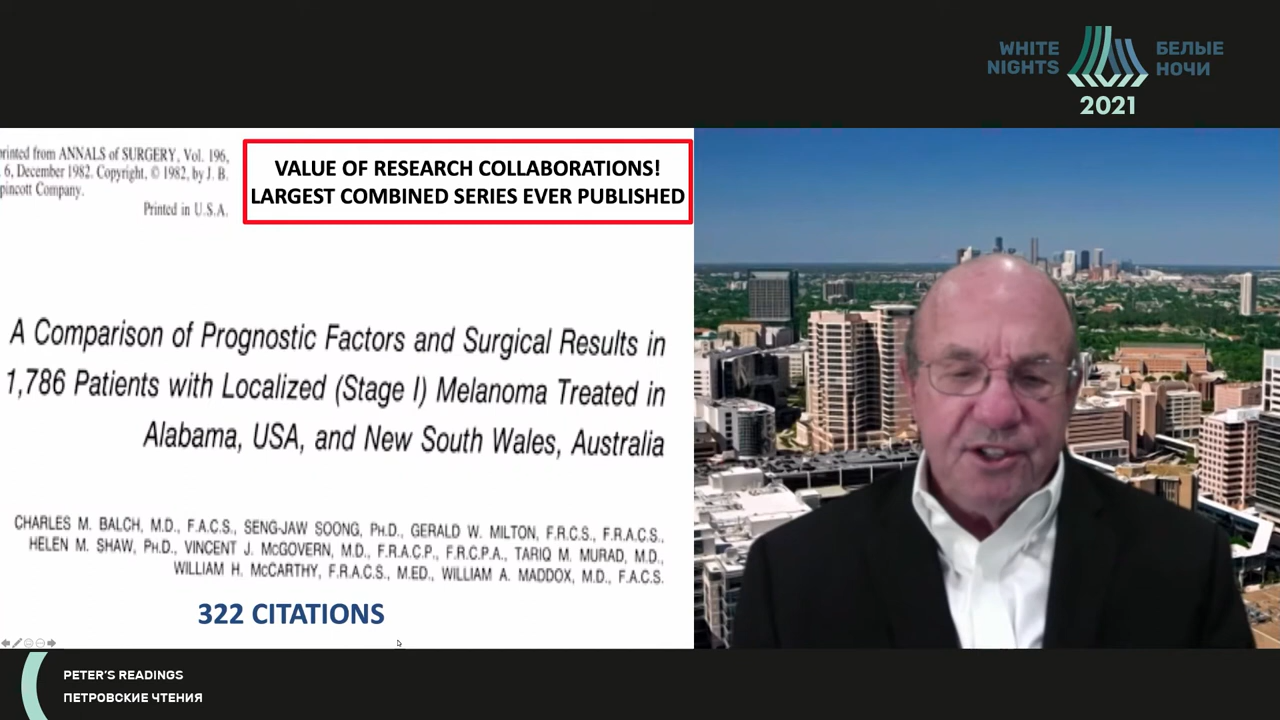 WHITE
NIGHTS
БЕЛЫЕ
НОЧИ
2021
printed from ANNALS of SURGERY, Vol. 196,
6, December 1982. Copyright, © 1982, by J. B.
pincott Company.
Printed in U.S.A.
VALUE OF RESEARCH COLLABORATIONS!
LARGEST COMBINED SERIES EVER PUBLISHED
A Comparison of Prognostic Factors and Surgical Results in
1,786 Patients with Localized (Stage I) Melanoma Treated in
Alabama, USA, and New South Wales, Australia
CHARLES M. BALCH, M.D., F.A.C.S., SENG-JAW SOONG, PH.D., GERALD W. MILTON, F.R.C.S., F.R.A.C.S.,
HELEN M. SHAW, PH.D., VINCENT J. McGOVERN, M.D., F.R.A.C.P., F.R.C.P.A., TARIQ M. MURAD, M.D.,
WILLIAM H. McCARTHY, F.R.A.C.S., M.ED., WILLIAM A. MADDOX, M.D., F.A.C.S.
322 CITATIONS
PETER'S READINGS
ПЕТРОВСКИЕ ЧТЕНИЯ